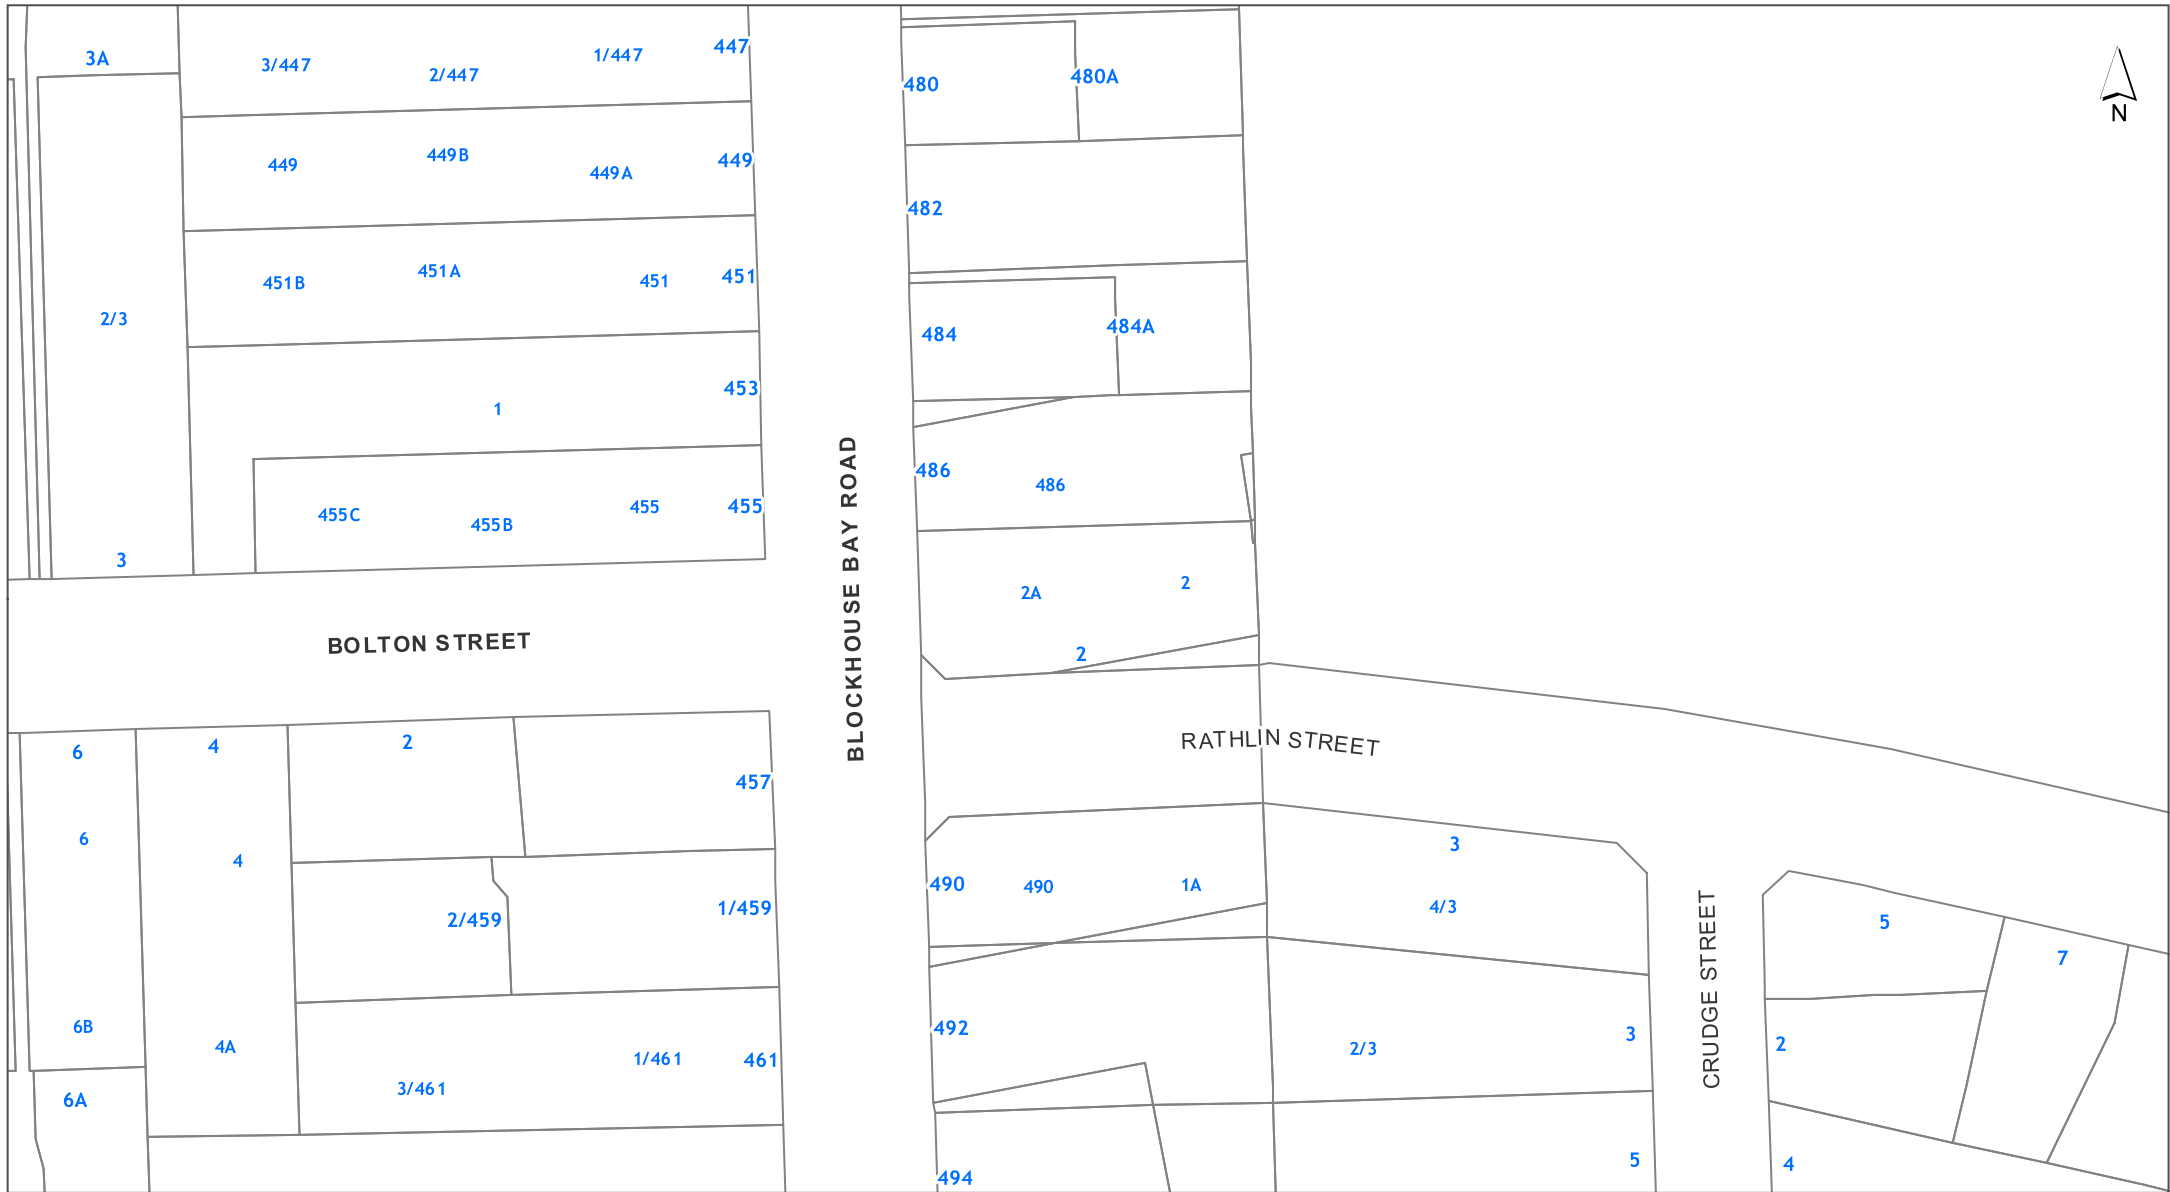 3A
3/447
2/447
1/447
447
480
480A
N
449
449B
449A
449
482
2/3
451B
451A
451
451
484
484A
1
453
486
486
455C
455B
455
455
3
BLOCKHOUSE BAY ROAD
2A
2
2
BOLTON STREET
RATHLIN STREET
6
4
2
457
6
4
490
490
1A
3
4/3
2/459
1/459
CRUDGE STREET
5
7
6B
4A
492
2/3
3
2
6A
3/461
1/461
461
494
5
4